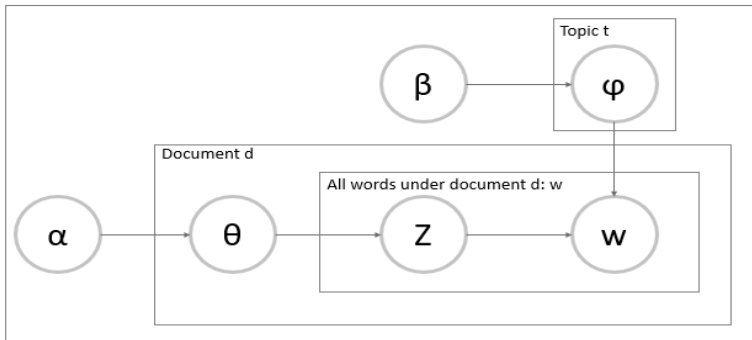 Topic t
β
φ
Document d
All words under document d: w
α
θ
Z
w